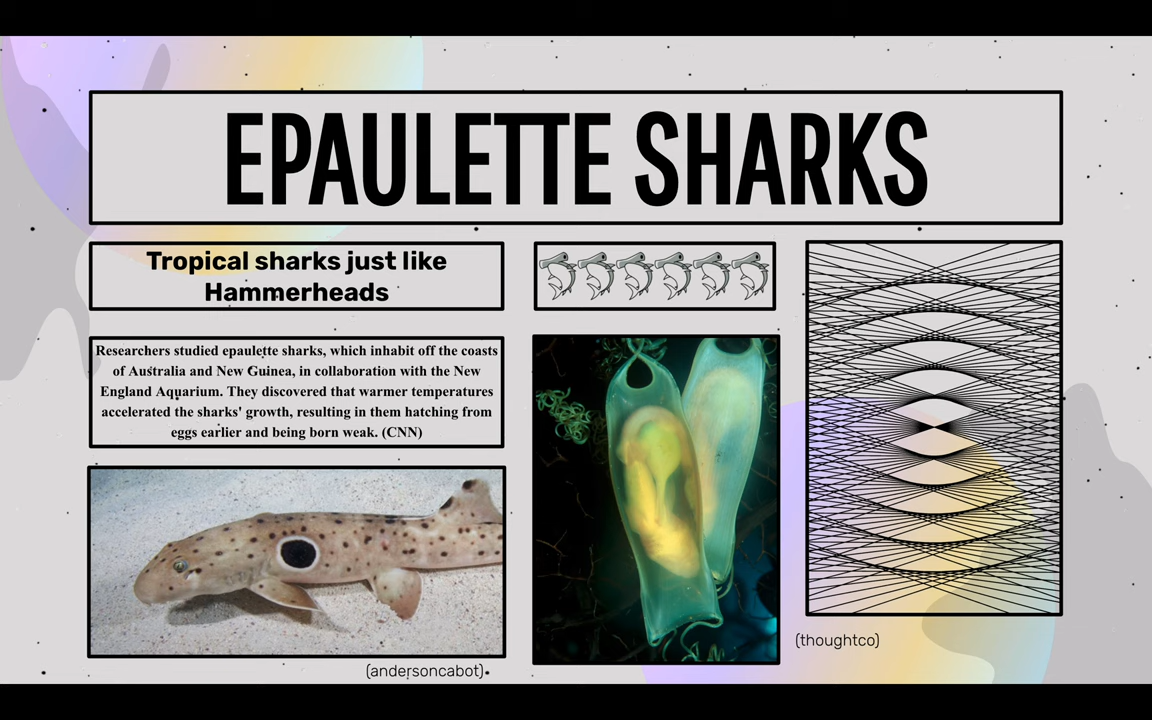 EPAULETTE SHARKS
Tropical sharks just like
Hammerheads
Researchers studied epaulette sharks, which inhabit off the coasts
of Australia and New Guinea, in collaboration with the New
England Aquarium. They discovered that warmer temperatures
accelerated the sharks' growth, resulting in them hatching from
eggs earlier and being born weak. (CNN)
(andersoncabot)
(thoughtco)